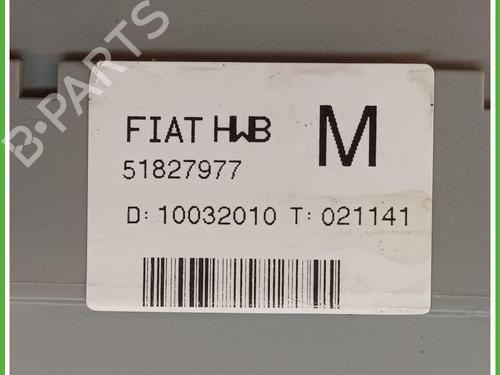 B-PARTS
FIAT HWB M
51827977
D: 10032010 T: 021141